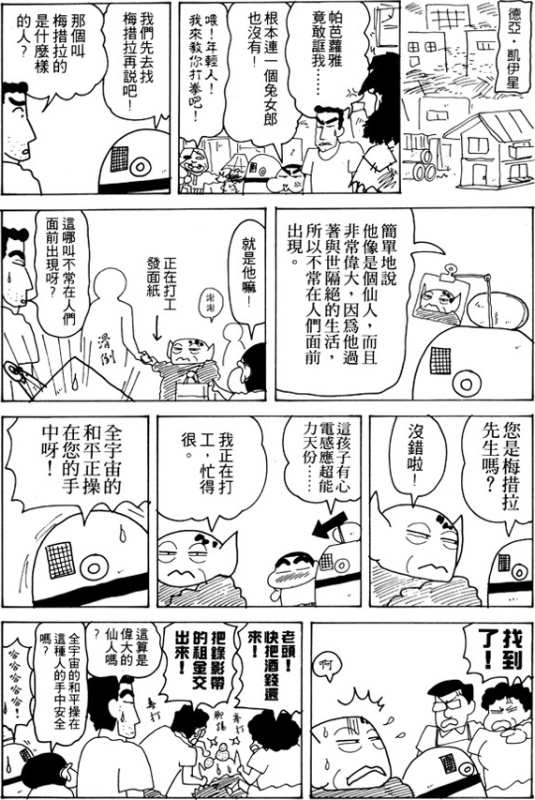 德亞・凱伊星
帕芭蘿雅
竟敢誆我……
根本連一個兔女郎
也沒有！
喂！年輕人！
我來教你打拳吧！
我們先去找
梅措拉再說吧！
那個叫
梅措拉的
是什麼樣
的人？
簡單地說
他像是個仙人，而且
非常偉大，因為他過
著與世隔絕的生活，
所以不常在人們面前
出現。
就是他嘛！
謝謝
正在打工
發面紙
滑倒
這哪叫不常在人們
面前出現呀？
您是梅措拉
先生嗎？
沒錯啦！
這孩子有心
電感應超能
力天份……
我正在打
工，忙得
很。
全宇宙的
和平正操
在您的手
中呀！
找到
了！
啊
老頭！
快把酒錢還
來！
把錄影帶
的租金交
出來！
毒打
毒打
這算是
偉大的
仙人嗎
？
全宇宙的和平操在
這種人的手中安全
嗎？
哈哈哈哈！